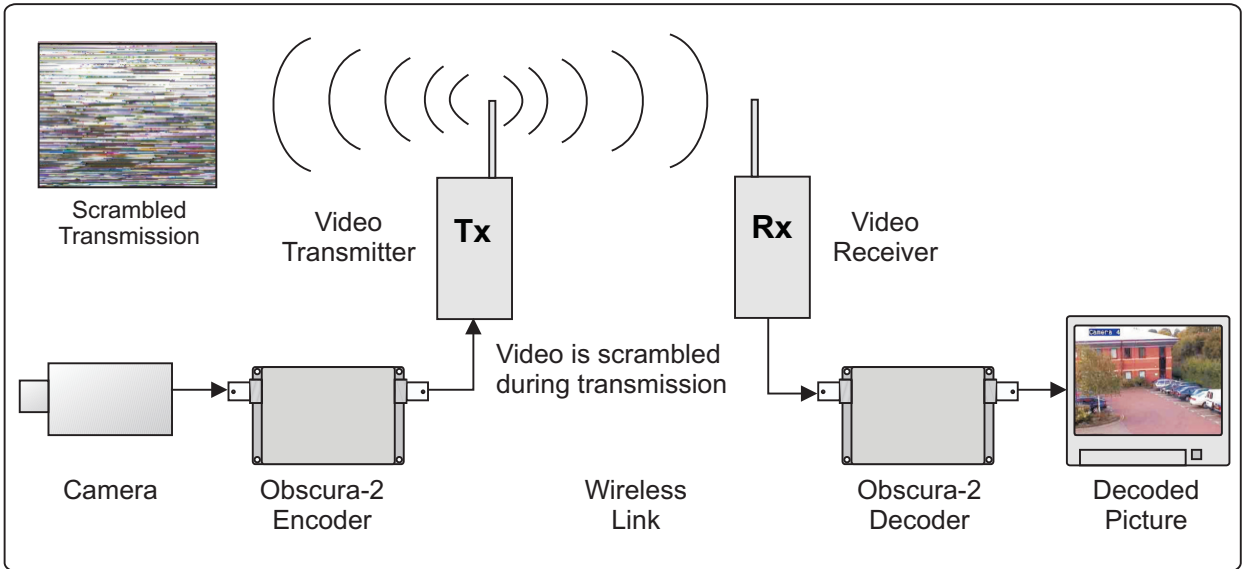 Scrambled
Transmission
Video
Transmitter
Tx
Rx
Video
Receiver
Video is scrambled
during transmission
Camera 4
Camera
Obscura-2
Encoder
Wireless
Link
Obscura-2
Decoder
Decoded
Picture